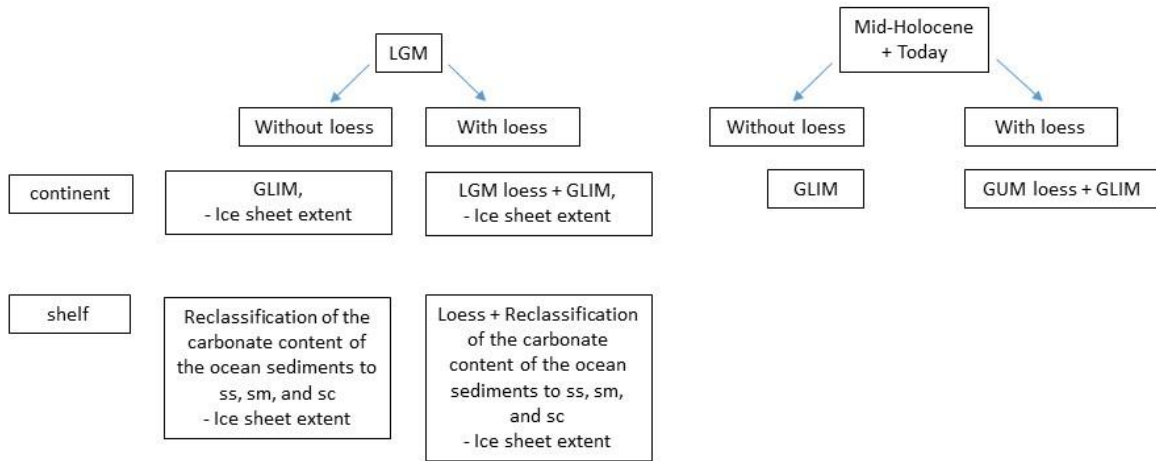 LGM
Mid-Holocene
+ Today
Without loess
With loess
Without loess
With loess
continent
GLIM,
- Ice sheet extent
LGM loess + GLIM,
- Ice sheet extent
GLIM
GUM loess + GLIM
shelf
Reclassification of the
carbonate content of
the ocean sediments to
ss, sm, and sc
- Ice sheet extent
Loess + Reclassification
of the carbonate
content of the ocean
sediments to ss, sm,
and sc
- Ice sheet extent